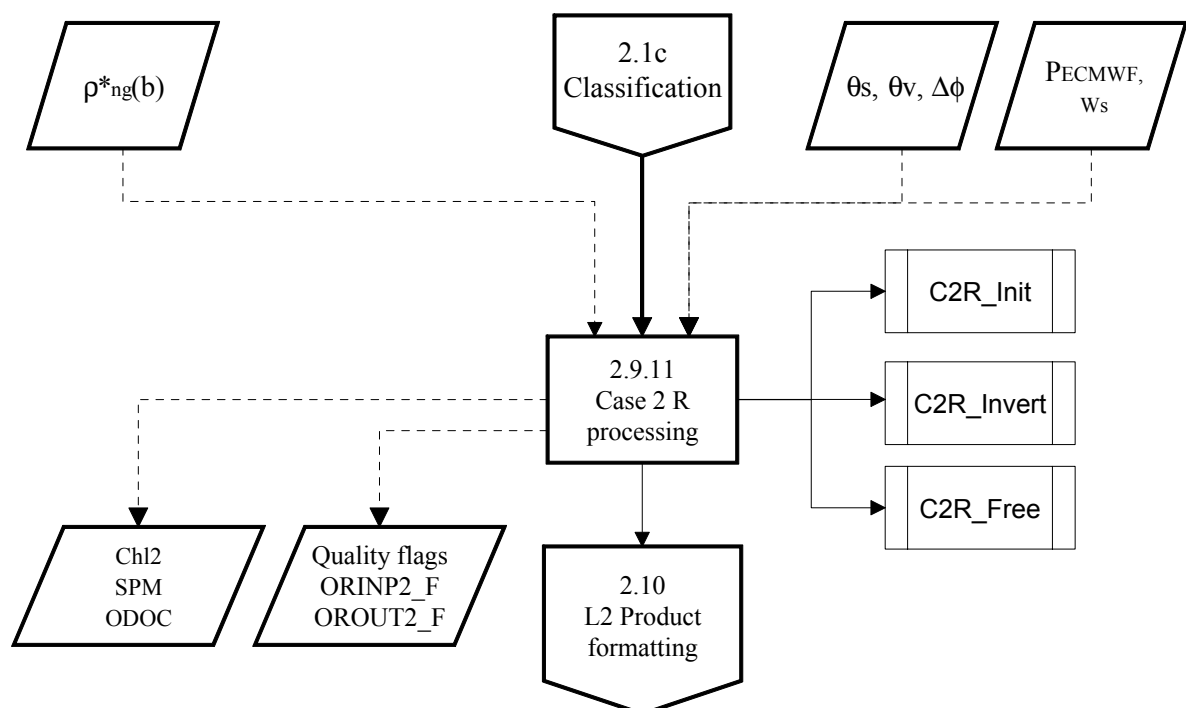 ρ*ng(b)
2.1c
Classification
θs, θv, Δϕ
PECMWF,
Ws
C2R_Init
2.9.11
Case 2 R
processing
C2R_Invert
C2R_Free
Chl2
SPM
ODOC
Quality flags
ORINP2_F
OROUT2_F
2.10
L2 Product
formatting